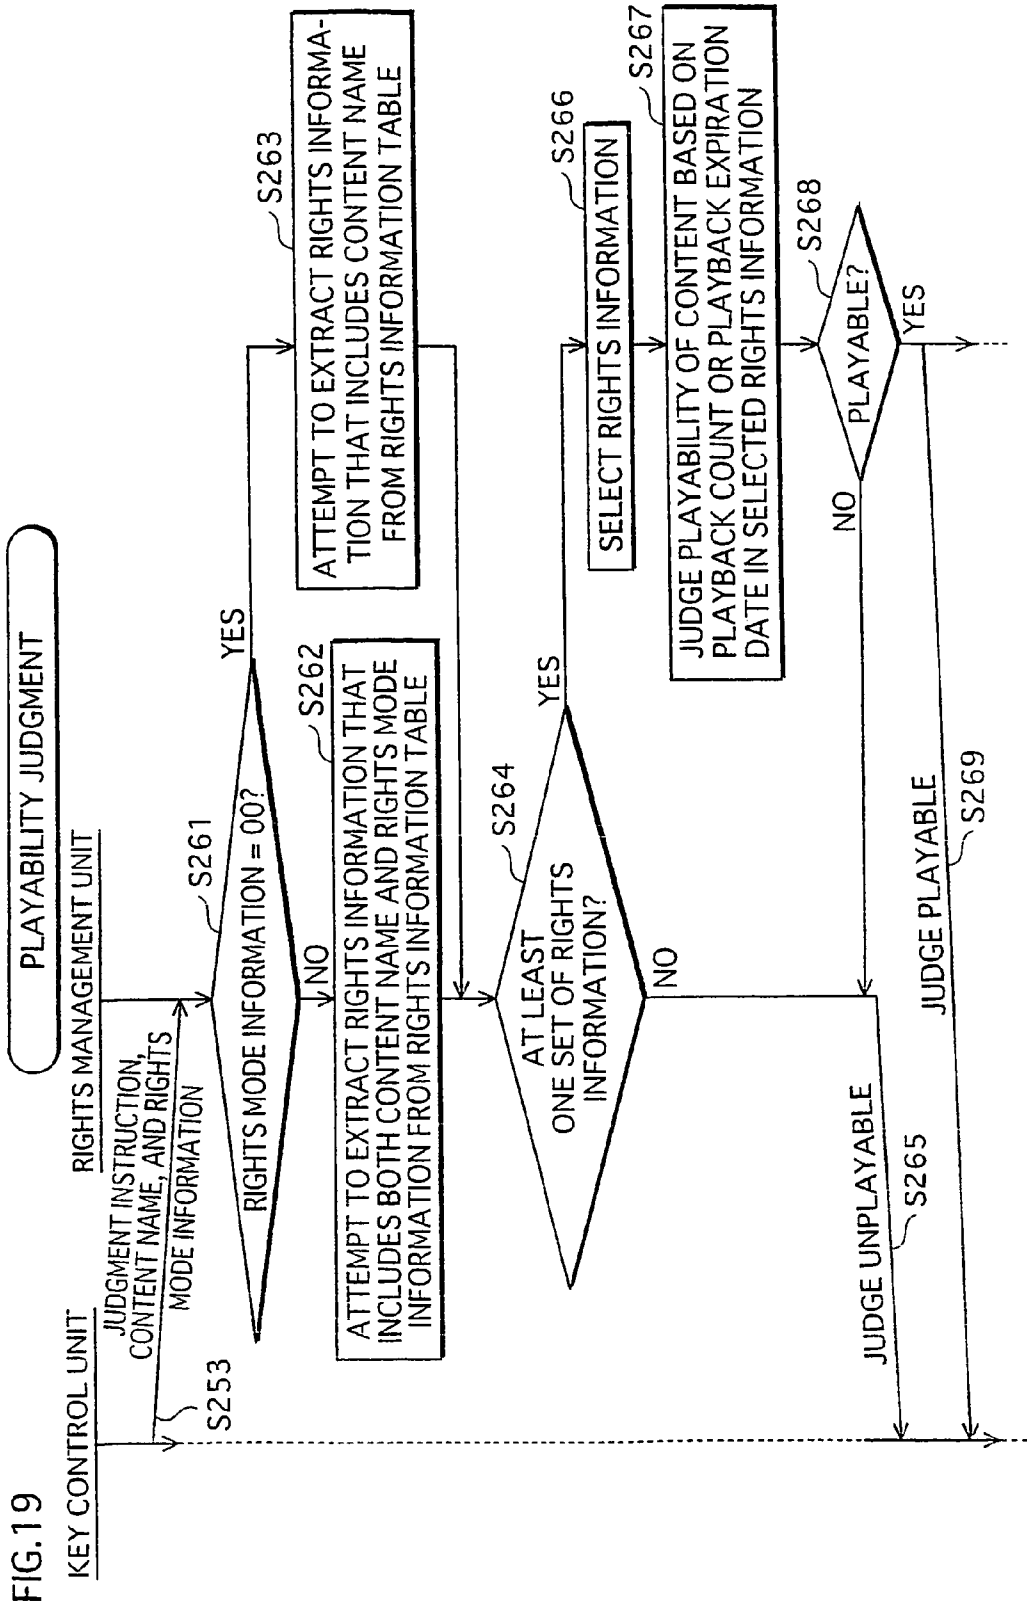 FIG.19
PLAYABILITY JUDGMENT
KEY CONTROL UNIT
RIGHTS MANAGEMENT UNIT
JUDGMENT INSTRUCTION,
CONTENT NAME, AND RIGHTS
MODE INFORMATION
S253
S261
RIGHTS MODE INFORMATION = 00?
YES
NO
S262
ATTEMPT TO EXTRACT RIGHTS INFORMATION THAT
INCLUDES BOTH CONTENT NAME AND RIGHTS MODE
INFORMATION FROM RIGHTS INFORMATION TABLE
S263
ATTEMPT TO EXTRACT RIGHTS INFORMA-
TION THAT INCLUDES CONTENT NAME
FROM RIGHTS INFORMATION TABLE
S264
AT LEAST
ONE SET OF RIGHTS
INFORMATION?
YES
NO
S266
SELECT RIGHTS INFORMATION
S267
JUDGE PLAYABILITY OF CONTENT BASED ON
PLAYBACK COUNT OR PLAYBACK EXPIRATION
DATE IN SELECTED RIGHTS INFORMATION
S268
PLAYABLE?
NO
YES
JUDGE UNPLAYABLE
S265
JUDGE PLAYABLE
S269